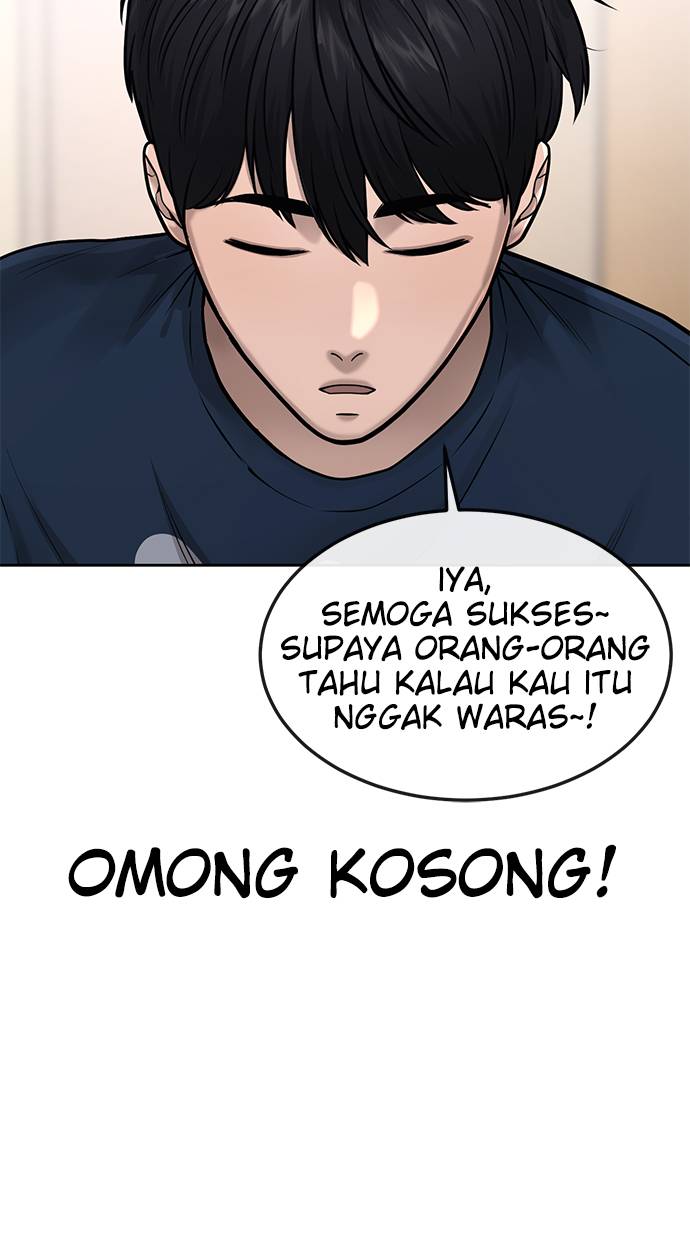 IYA,
SEMOGA SUKSES~
SUPAYA ORANG-ORANG
TAHU KALAU KAU ITU
NGGAK WARAS~!
OMONG KOSONG!